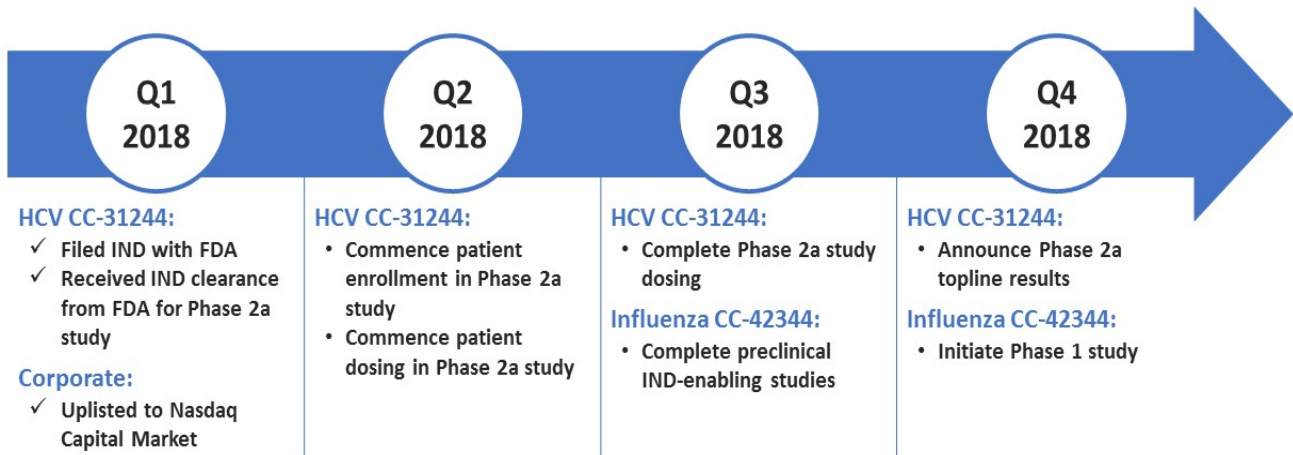 Q1
2018
Q2
2018
Q3
2018
Q4
2018
HCV CC-31244:
✓ Filed IND with FDA
✓ Received IND clearance
from FDA for Phase 2a
study
Corporate:
✓ Uplisted to Nasdaq
Capital Market
HCV CC-31244:
• Commence patient
enrollment in Phase 2a
study
• Commence patient
dosing in Phase 2a study
HCV CC-31244:
• Complete Phase 2a study
dosing
Influenza CC-42344:
• Complete preclinical
IND-enabling studies
HCV CC-31244:
• Announce Phase 2a
topline results
Influenza CC-42344:
• Initiate Phase 1 study